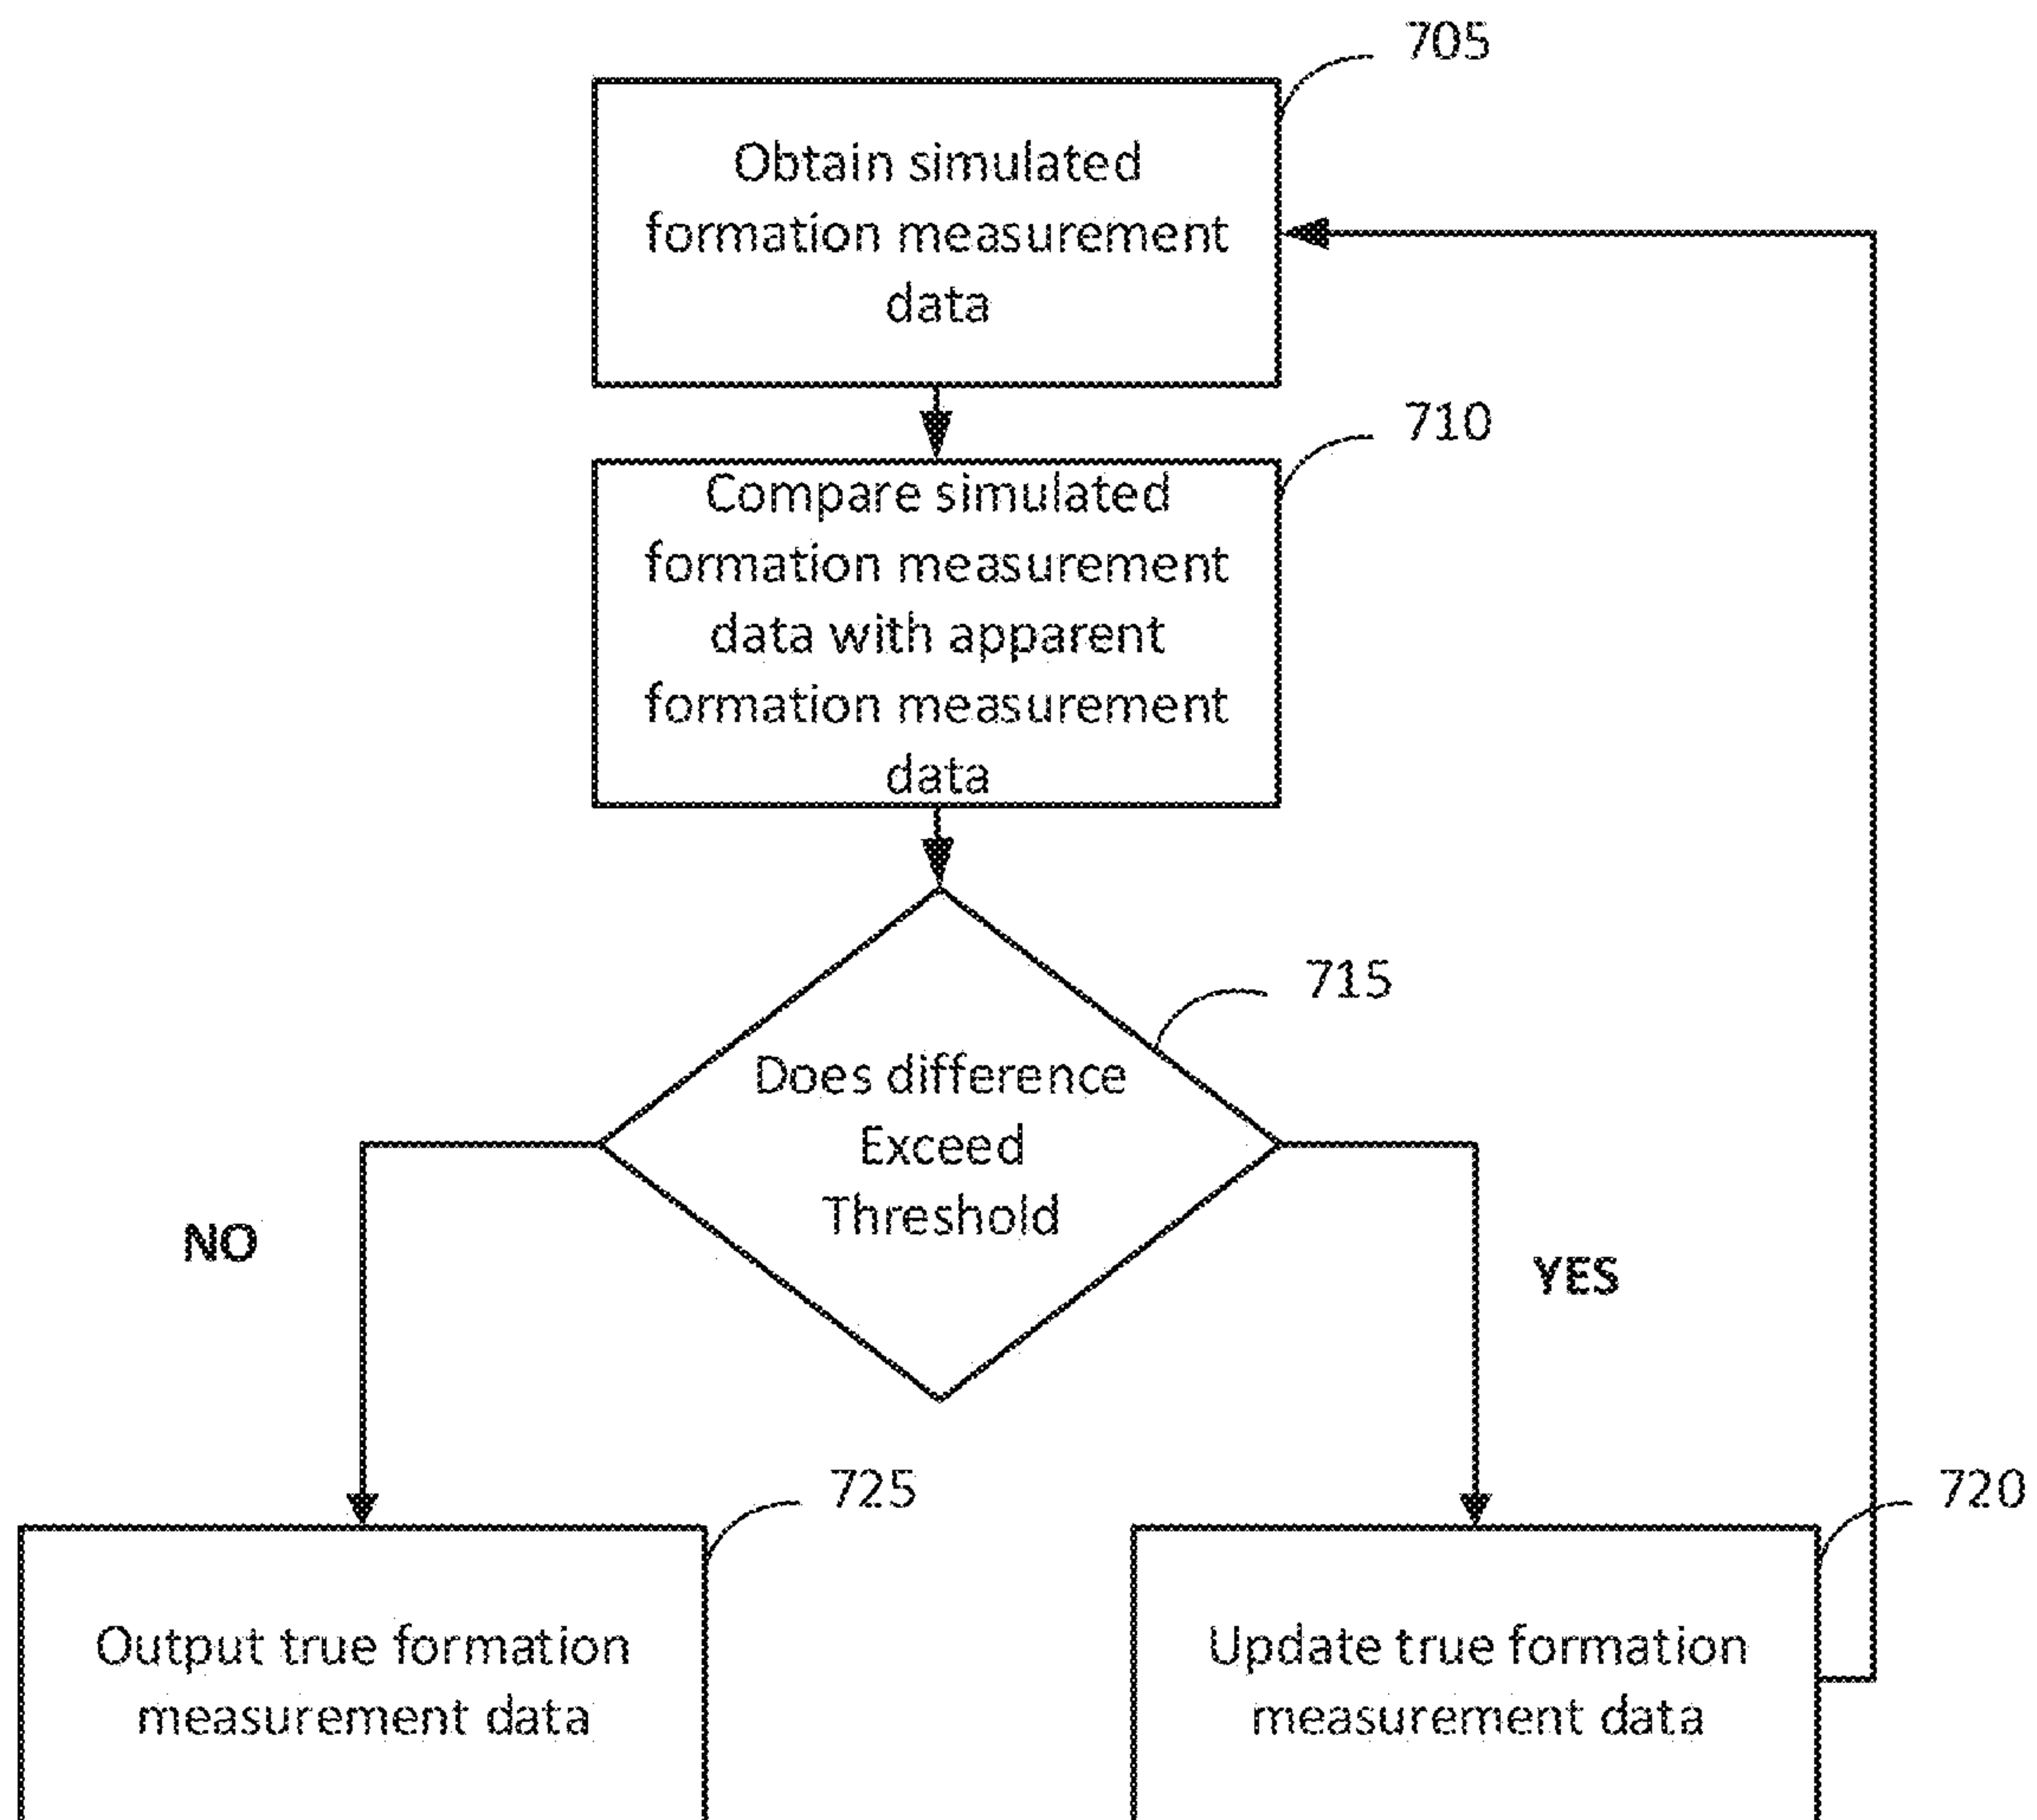 705
Obtain simulated
formation measurement
data
710
Compare simulated
formation measurement
data with apparent
formation measurement
data
715
Does difference
Exceed
Threshold
NO
YES
725
720
Output true formation
measurement data
Update true formation
measurement data